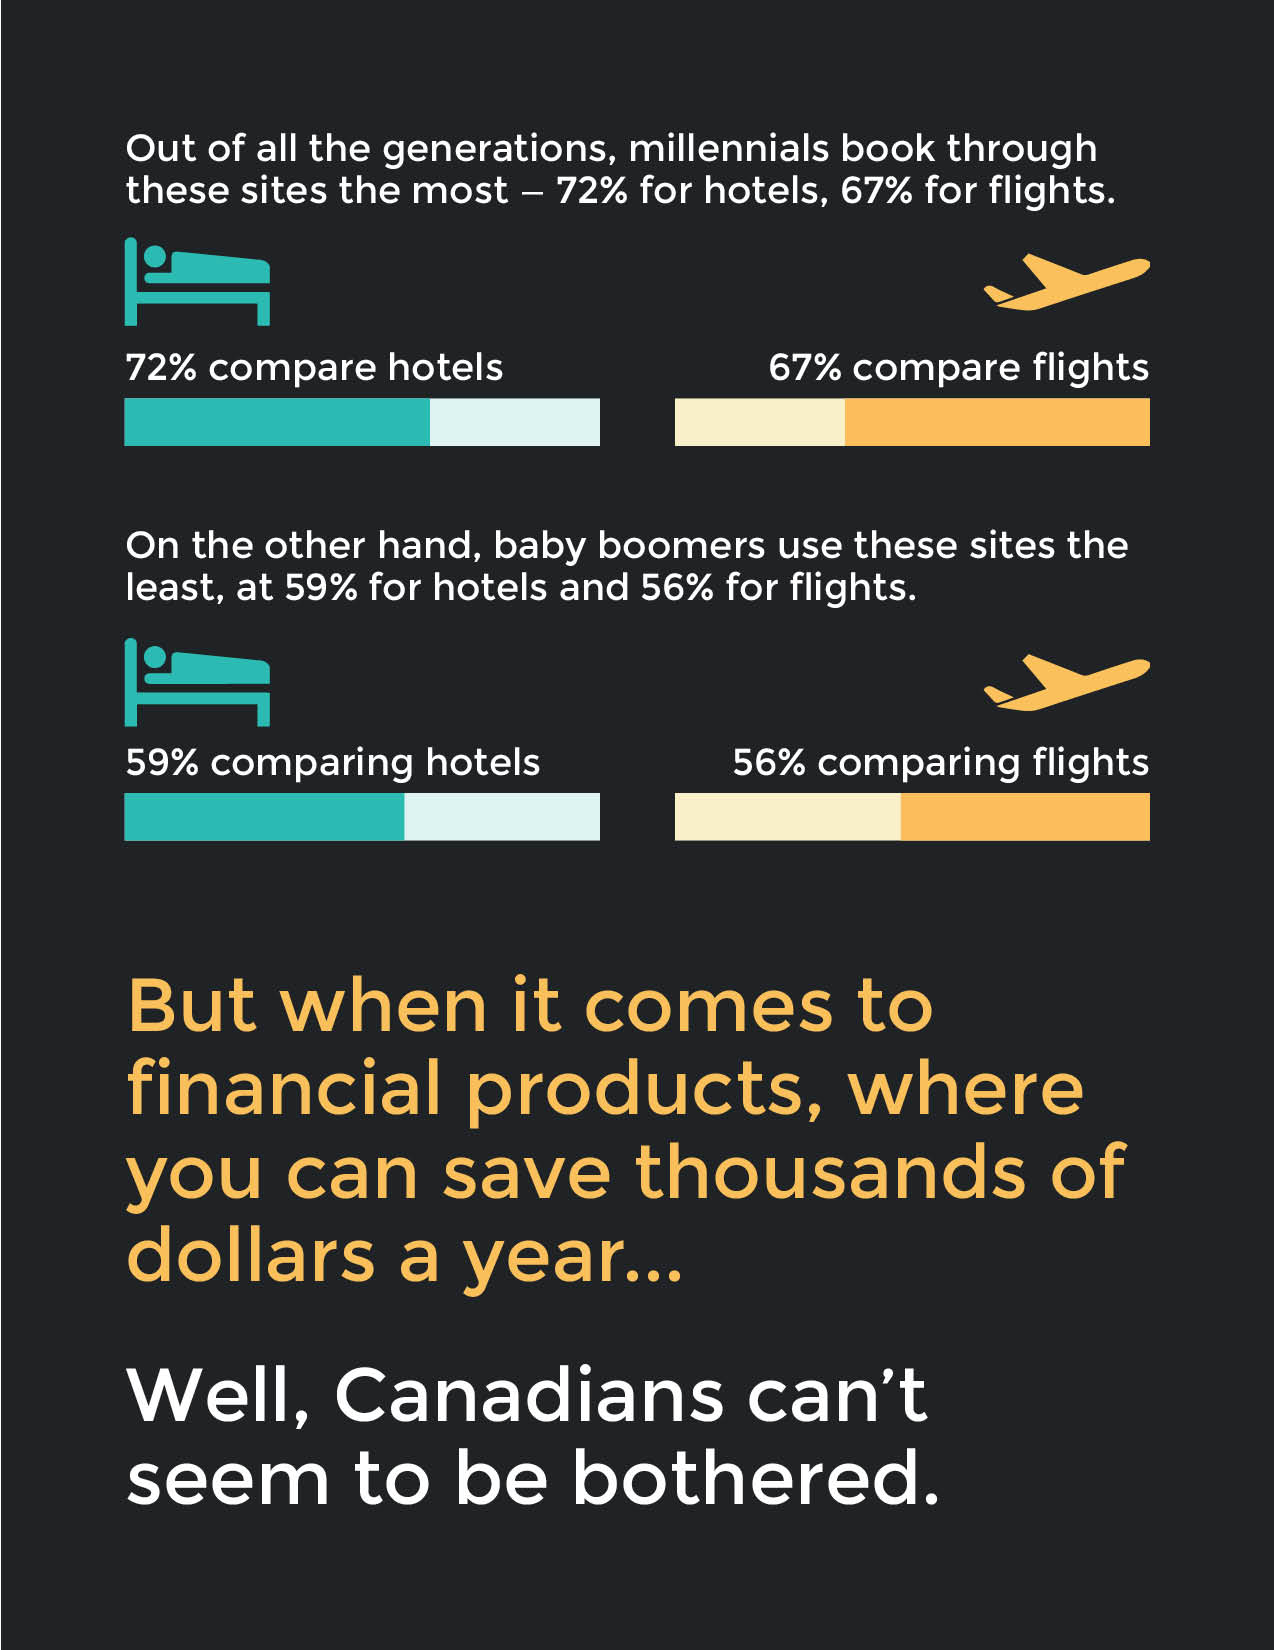 Out of all the generations, millennials book through
these sites the most – 72% for hotels, 67% for flights.
72% compare hotels
67% compare flights
On the other hand, baby boomers use these sites the
least, at 59% for hotels and 56% for flights.
59% comparing hotels
56% comparing flights
But when it comes to
financial products, where
you can save thousands of
dollars a year...
Well, Canadians can’t
seem to be bothered.